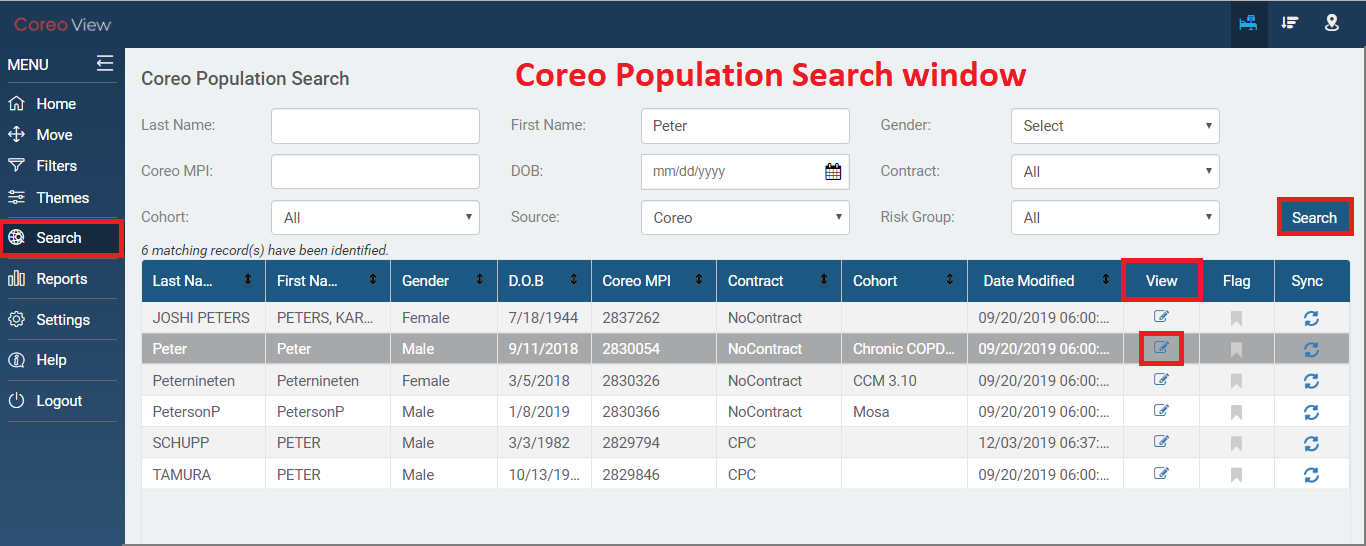 Coreo View
MENU
Coreo Population Search
Coreo Population Search window
Home
Move
Filters
Themes
Search
Reports
Settings
Help
Logout
Last Name:
First Name: Peter
Gender: Select
Coreo MPI:
DOB: mm/dd/yyyy
Contract: All
Cohort: All
Source: Coreo
Risk Group: All
Search
6 matching record(s) have been identified.
Last Na... First Na... Gender D.O.B Coreo MPI Contract Cohort Date Modified View Flag Sync
JOSHI PETERS PETERS, KAR... Female 7/18/1944 2837262 NoContract 09/20/2019 06:00:...
Peter Peter Male 9/11/2018 2830054 NoContract Chronic COPD... 09/20/2019 06:00:...
Peternineten Peternineten Female 3/5/2018 2830326 NoContract CCM 3.10 09/20/2019 06:00:...
PetersonP PetersonP Male 1/8/2019 2830366 NoContract Mosa 09/20/2019 06:00:...
SCHUPP PETER Male 3/3/1982 2829794 CPC 12/03/2019 06:37:...
TAMURA PETER Male 10/13/19... 2829846 CPC 09/20/2019 06:00:...